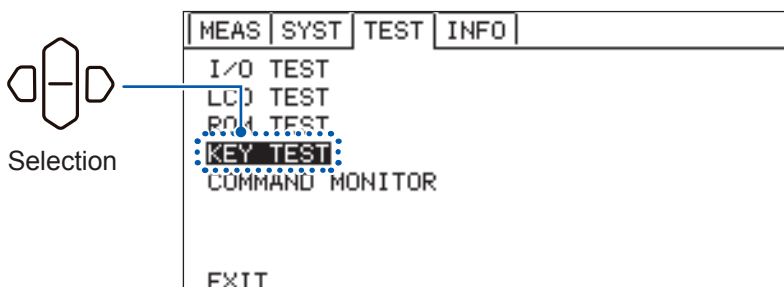 MEAS SYST TEST INFO
I/O TEST
LCD TEST
ROM TEST
KEY TEST
COMMAND MONITOR
EXIT
Selection